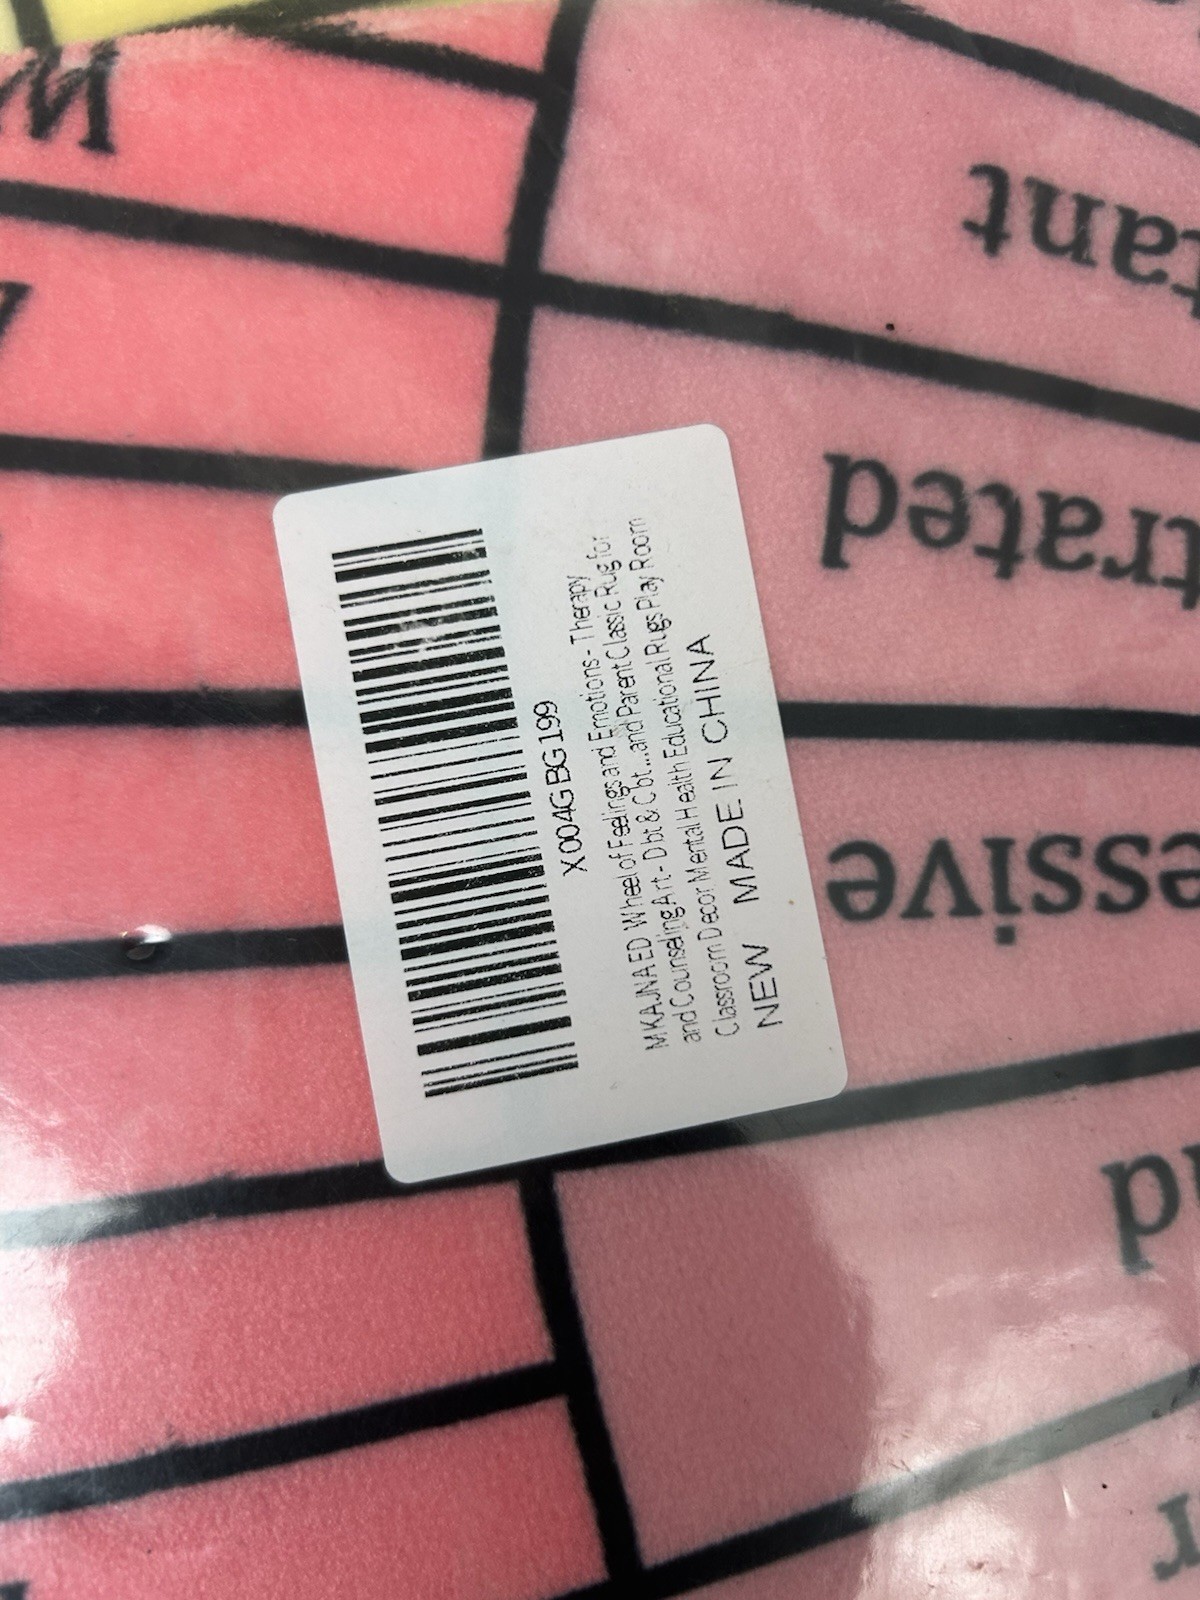 X004GBG199
MKAJNAED Wheel of Feelings and Emotions - Therapy
and Counseling Art - Dbt & Cbt ...and Parent Classic Rug for
Classroom Decor Mental Health Educational Rugs Play Room
NEW MADE IN CHINA
tant
trated
essive